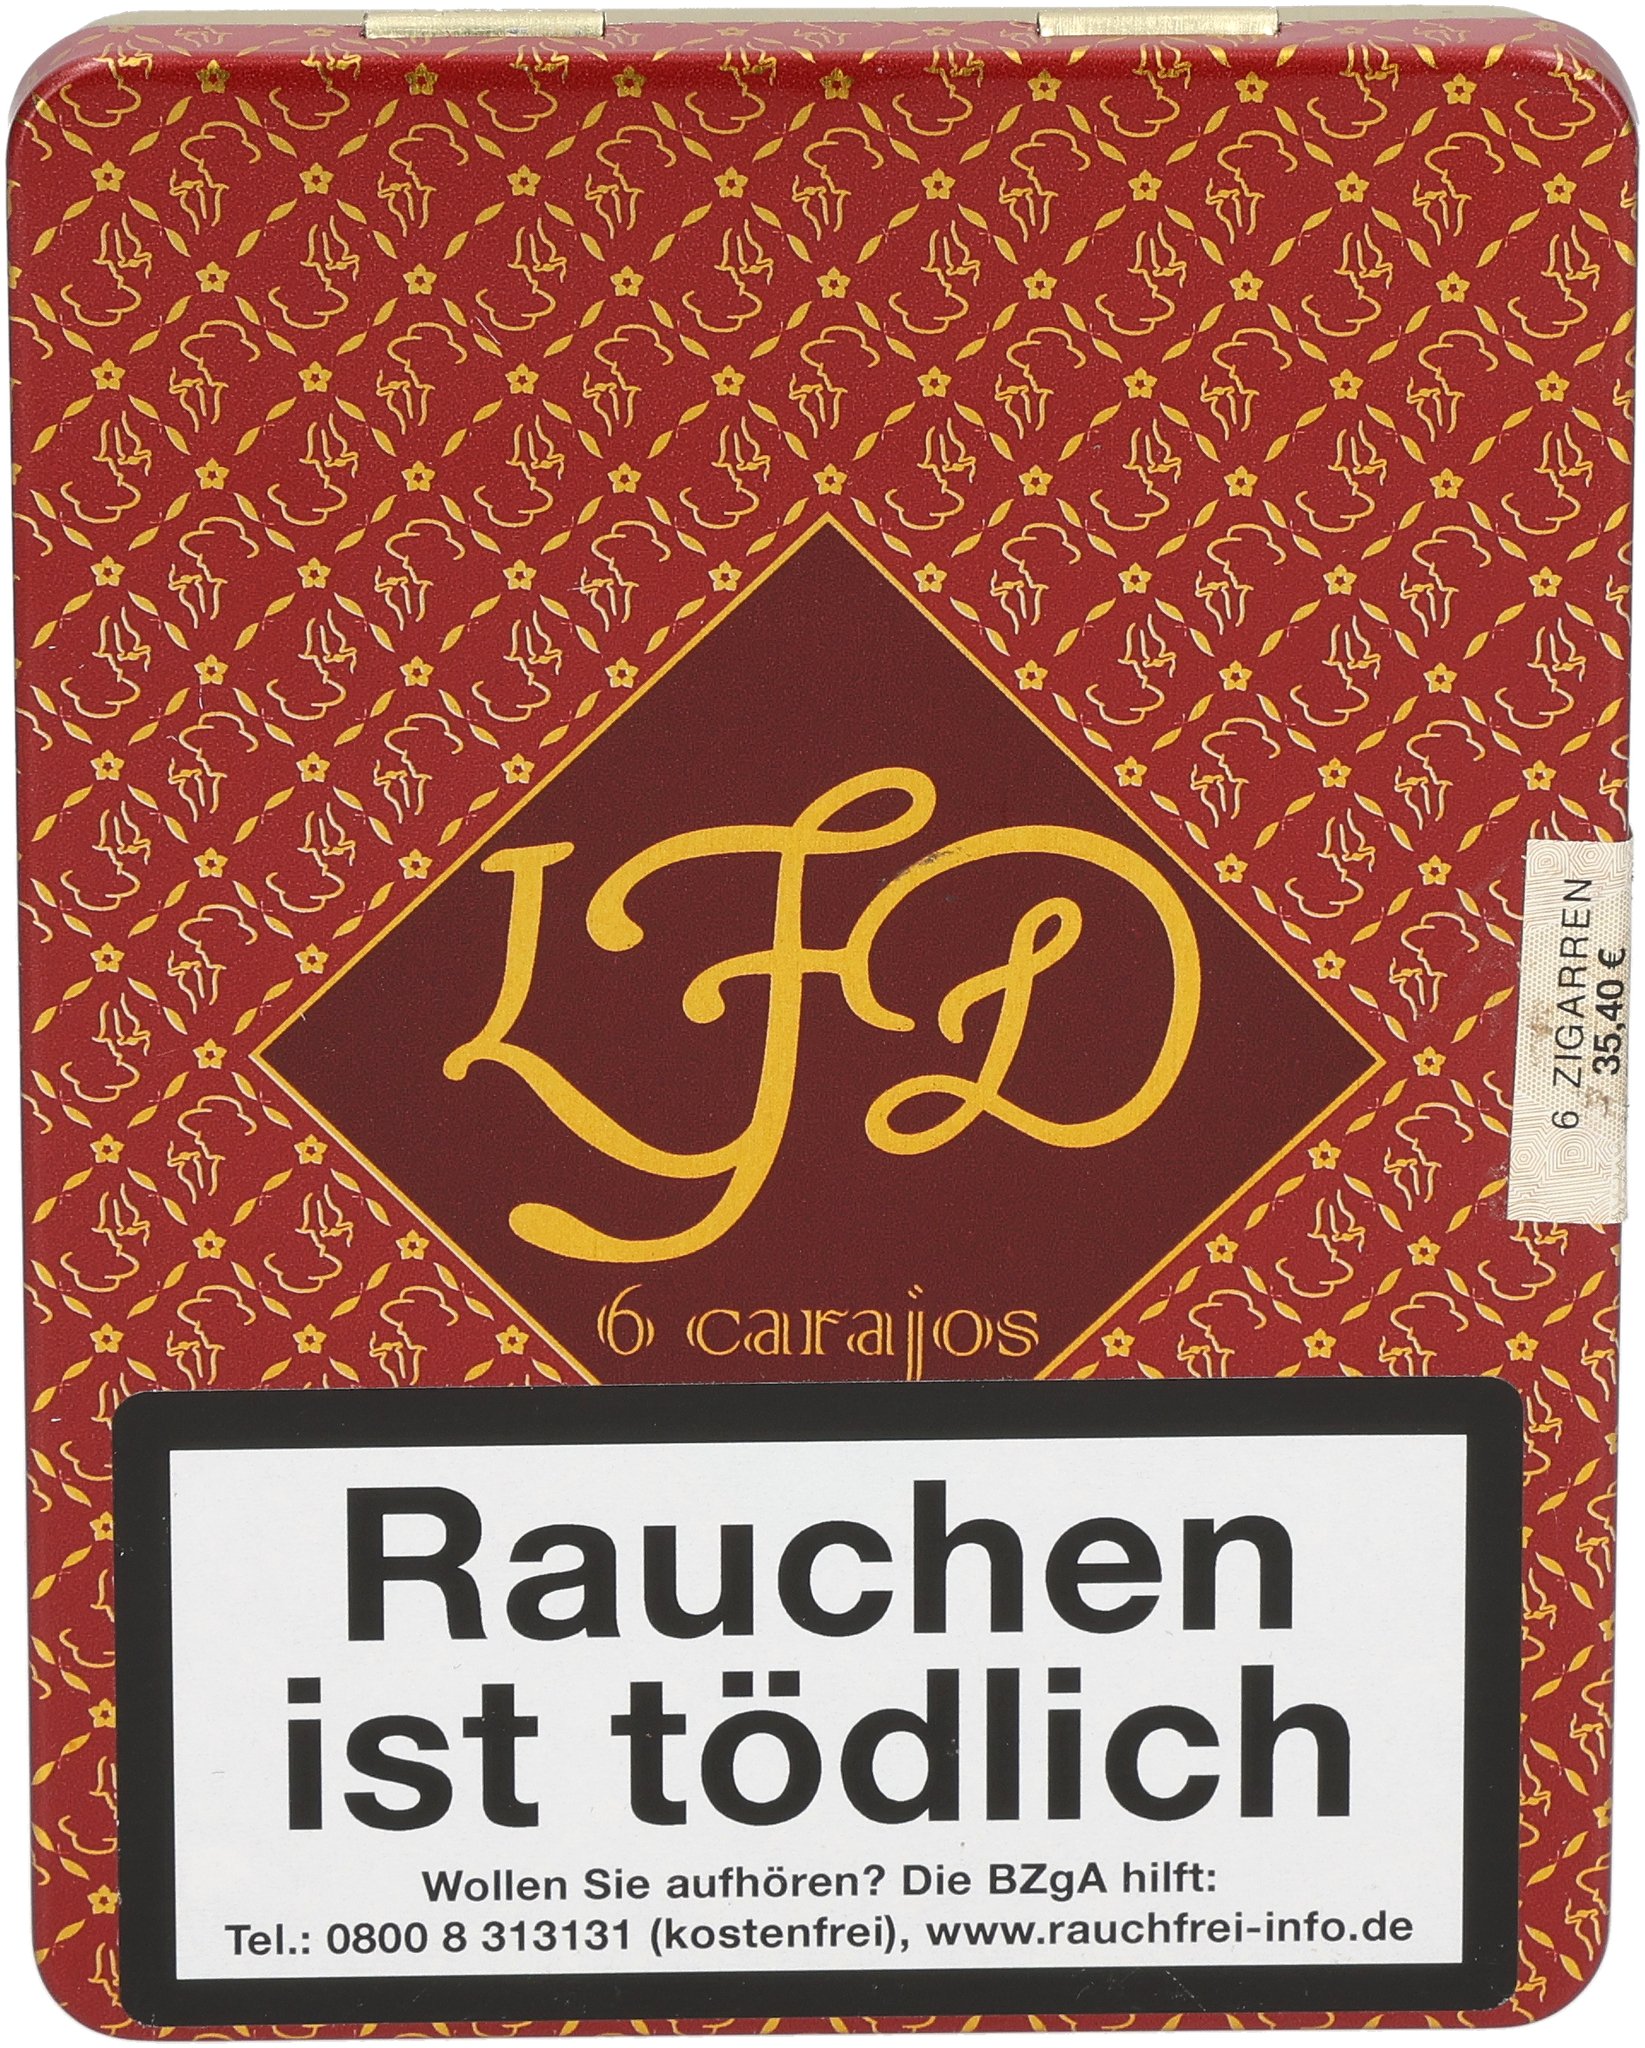 LFD
6 carajos
6 ZIGARREN
35,40 €
Rauchen
ist tödlich
Wollen Sie aufhören? Die BZgA hilft:
Tel.: 0800 8 313131 (kostenfrei), www.rauchfrei-info.de